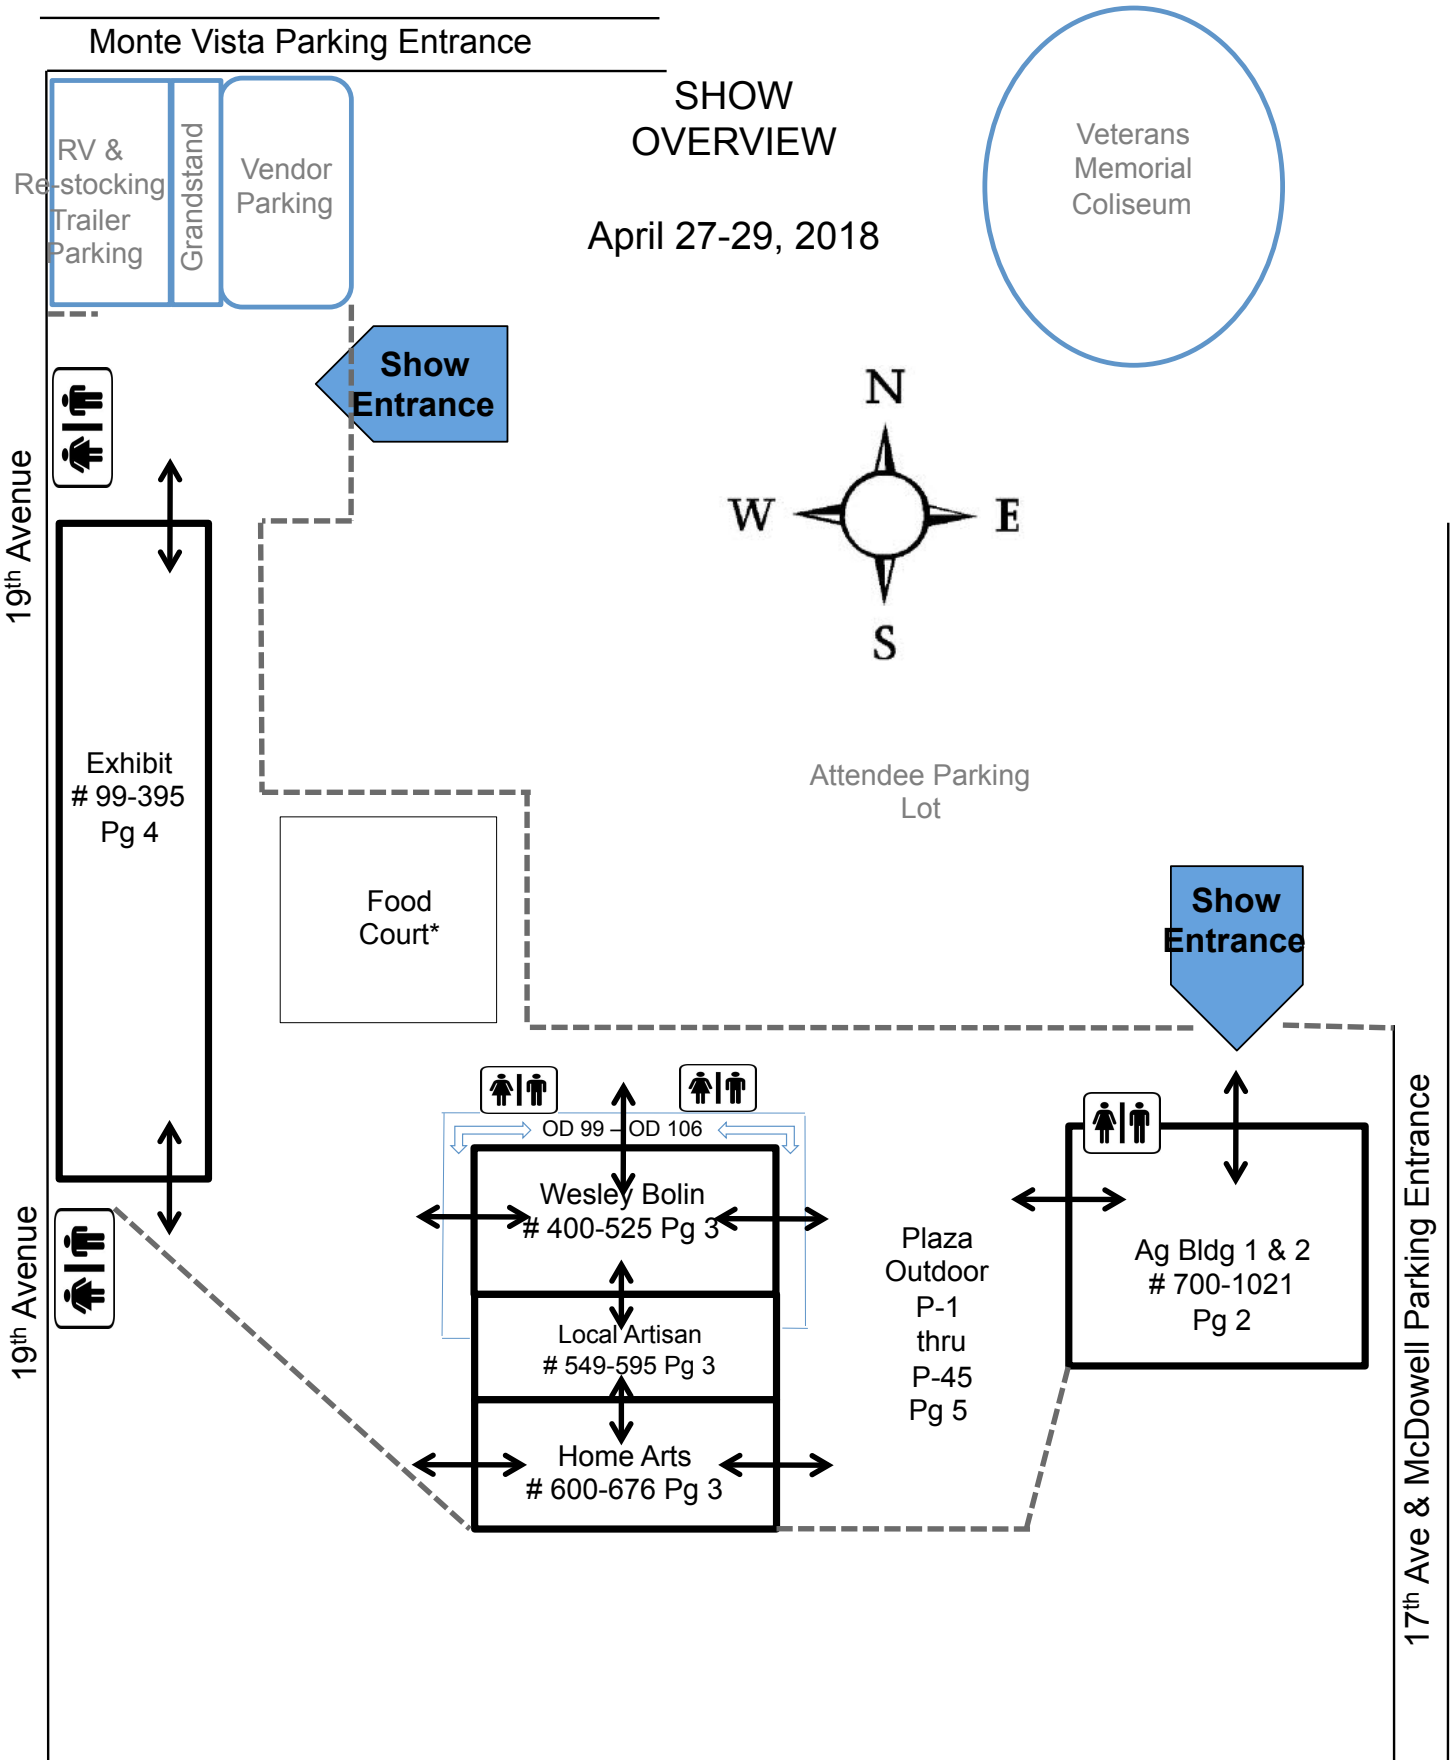 Monte Vista Parking Entrance
SHOW
OVERVIEW
April 27-29, 2018
RV &
Re-stocking
Trailer
Parking
Grandstand
Vendor
Parking
Veterans
Memorial
Coliseum
Show
Entrance
N
W
E
S
19th Avenue
Exhibit
# 99-395
Pg 4
Attendee Parking
Lot
Food
Court*
Show
Entrance
OD 99 – OD 106
Wesley Bolin
# 400-525 Pg 3
Local Artisan
# 549-595 Pg 3
Home Arts
# 600-676 Pg 3
Plaza
Outdoor
P-1
thru
P-45
Pg 5
Ag Bldg 1 & 2
# 700-1021
Pg 2
19th Avenue
17th Ave & McDowell Parking Entrance